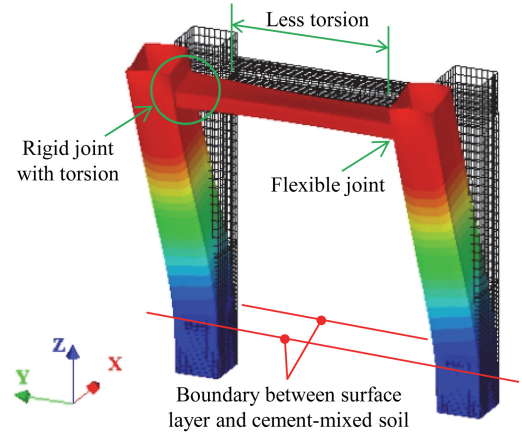 Less torsion
Rigid joint
with torsion
Flexible joint
Z
X
Y
Boundary between surface
layer and cement-mixed soil